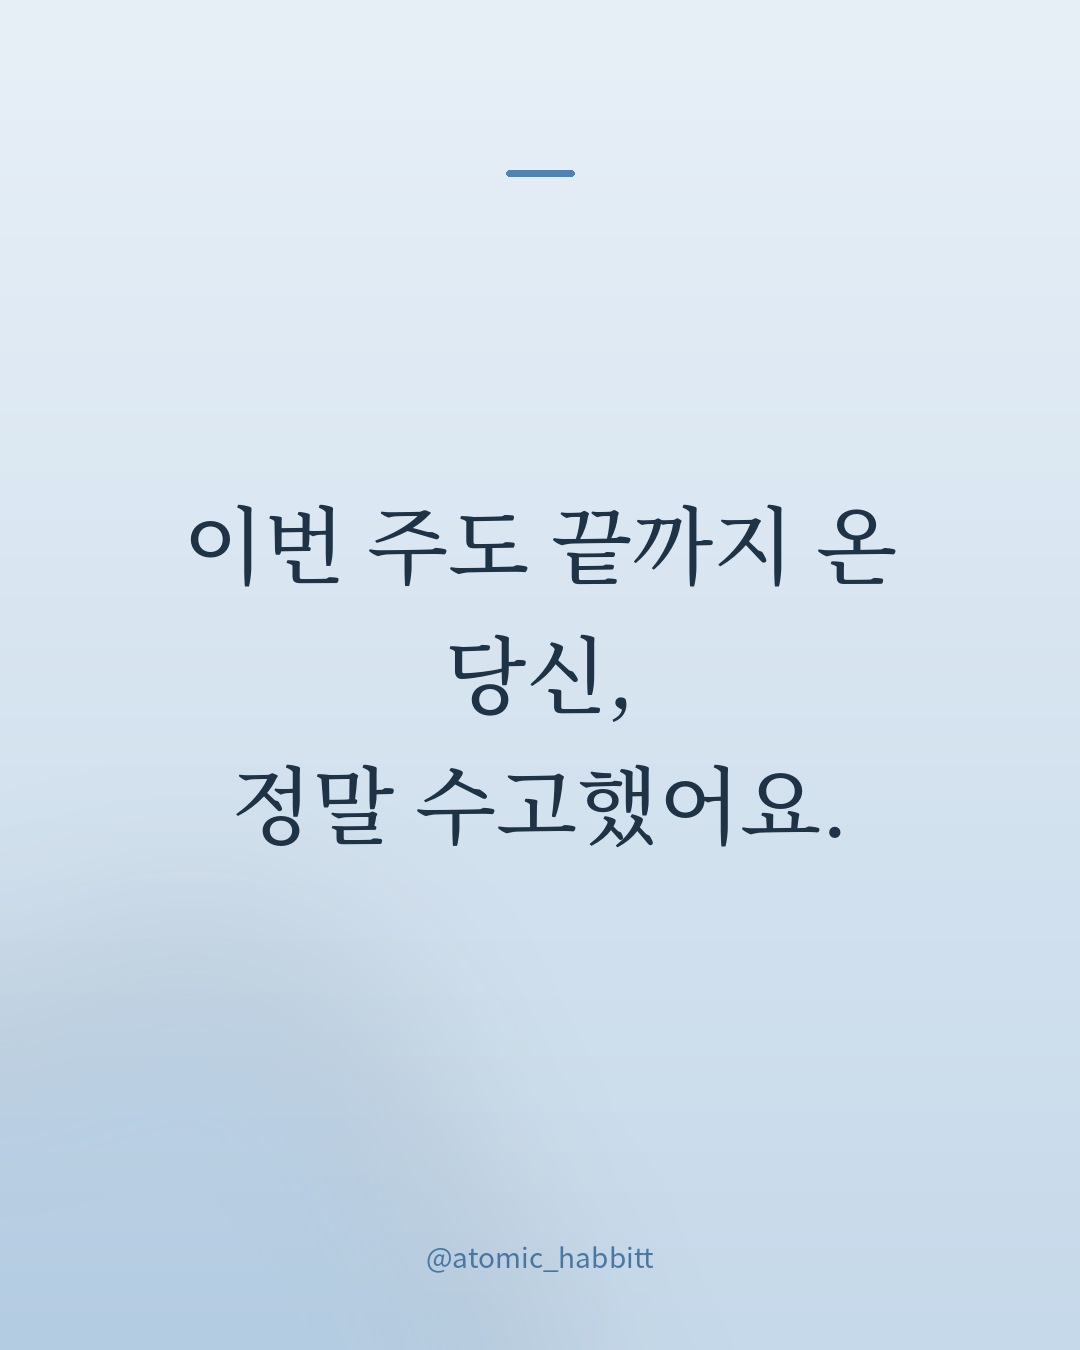 이번 주도 끝까지 온
당신,
정말 수고했어요.
@atomic_habbitt